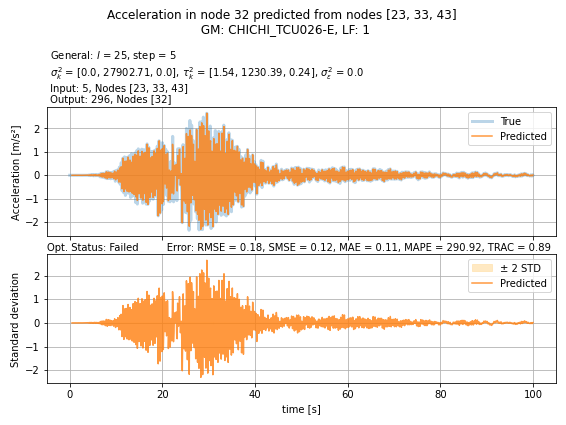 Acceleration in node 32 predicted from nodes [23, 33, 43]
GM: CHICHI_TCU026-E, LF: 1
General: l = 25, step = 5
σ²ₖ = [0.0, 27902.71, 0.0], τ²ₖ = [1.54, 1230.39, 0.24], σ²ε = 0.0
Input: 5, Nodes [23, 33, 43]
Output: 296, Nodes [32]
Acceleration [m/s²]
2
1
0
−1
−2
True
Predicted
Opt. Status: Failed
Error: RMSE = 0.18, SMSE = 0.12, MAE = 0.11, MAPE = 290.92, TRAC = 0.89
Standard deviation
2
1
0
−1
−2
± 2 STD
Predicted
0 20 40 60 80 100
time [s]